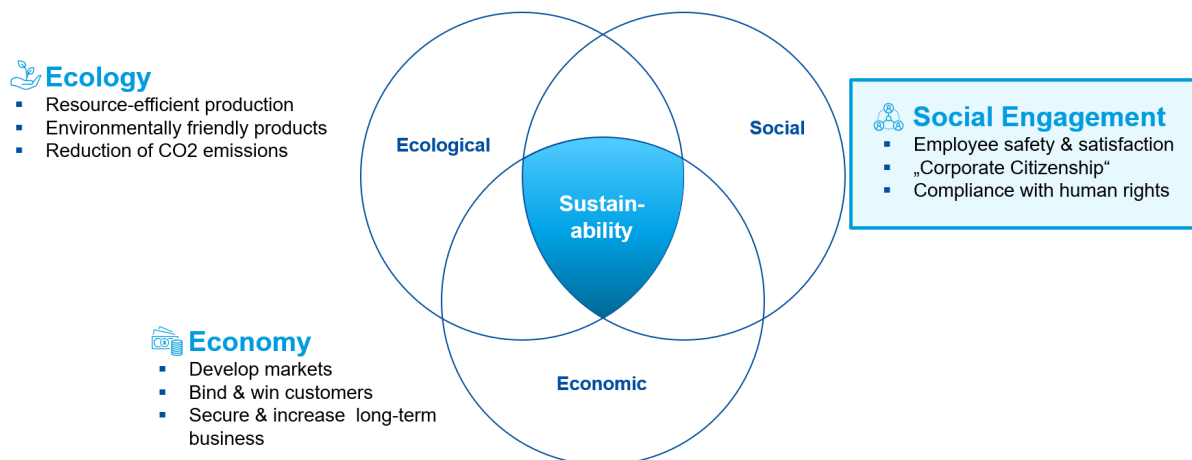 Ecology
▪ Resource-efficient production
▪ Environmentally friendly products
▪ Reduction of CO2 emissions
Ecological
Social
Sustain-
ability
Economic
Social Engagement
▪ Employee safety & satisfaction
▪ „Corporate Citizenship“
▪ Compliance with human rights
Economy
▪ Develop markets
▪ Bind & win customers
▪ Secure & increase  long-term
business